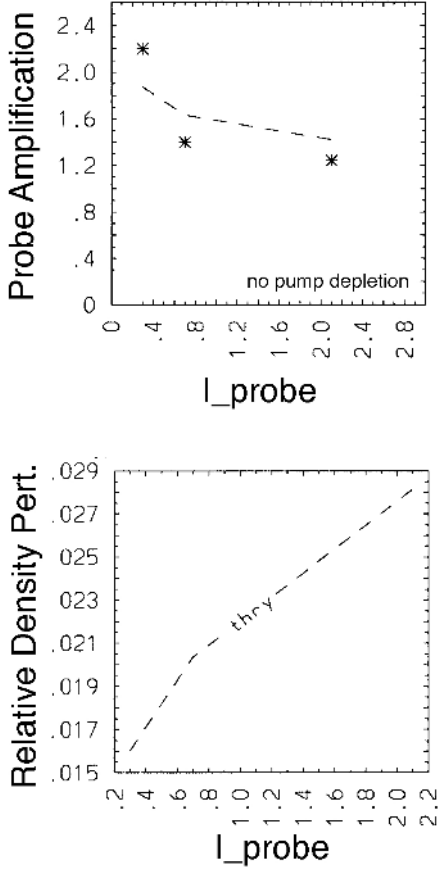 Probe Amplification
2.4
2.0
1.6
1.2
.8
.4
0
no pump depletion
0 .4 .8 1.2 1.6 2.0 2.4 2.8
I_probe
Relative Density Pert.
.029
.027
.025
.023
.021
.019
.017
.015
thry
.2 .4 .6 .8 1.0 1.2 1.4 1.6 1.8 2.0 2.2
I_probe